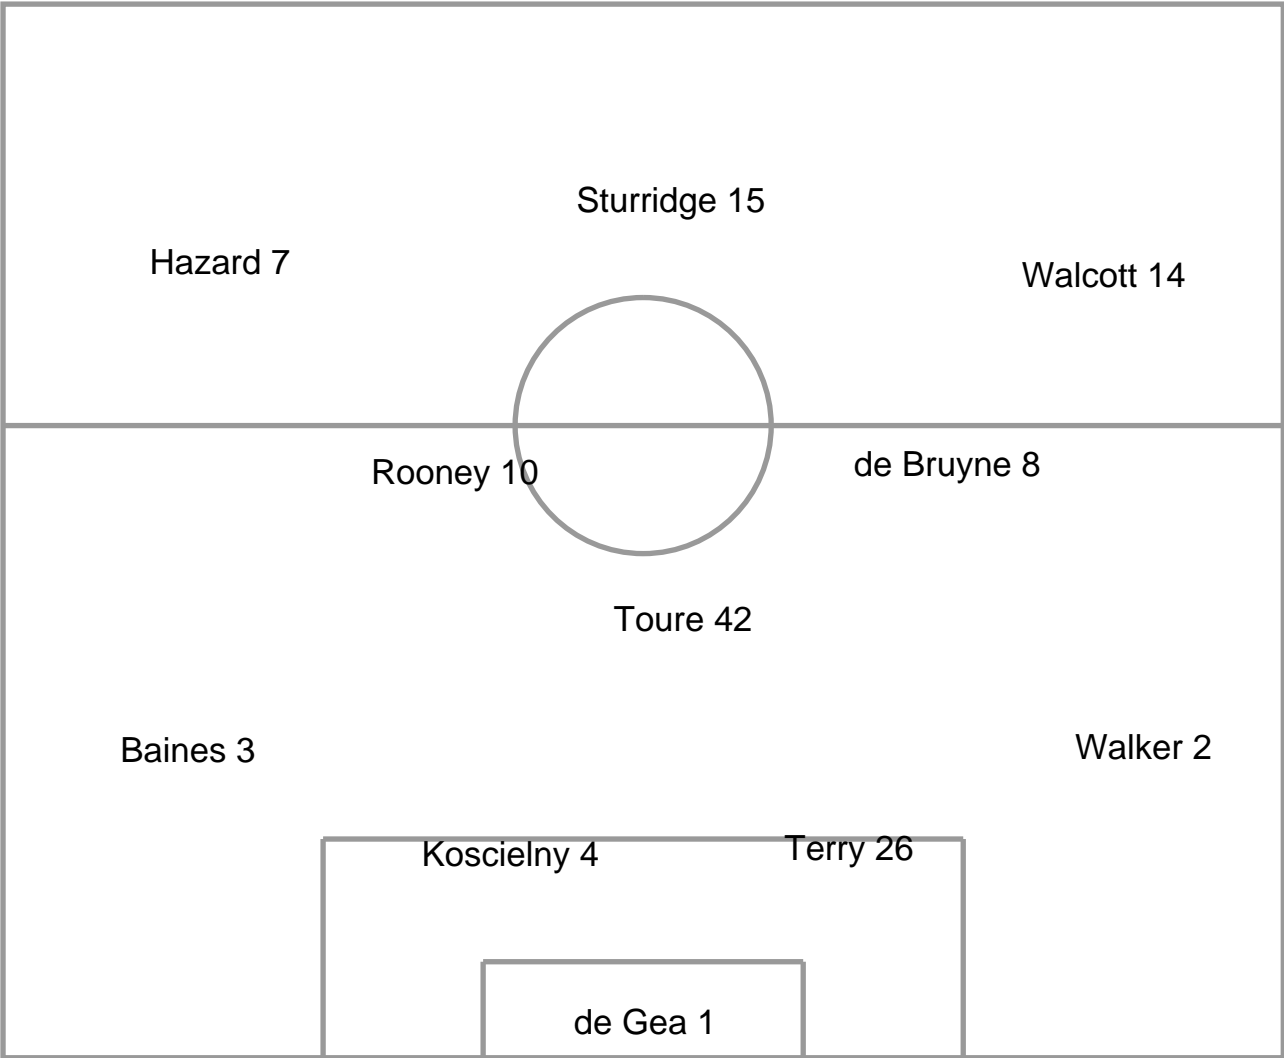 Sturridge 15
Hazard 7
Walcott 14
Rooney 10
de Bruyne 8
Toure 42
Baines 3
Walker 2
Koscielny 4
Terry 26
de Gea 1